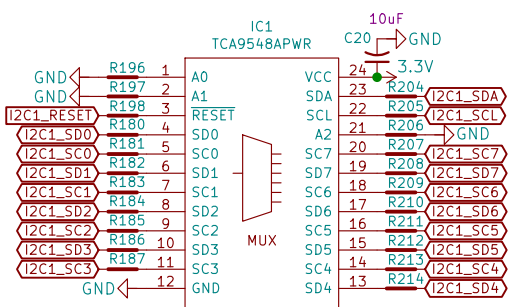 10uF
IC1
C20
GND
TCA9548APWR
GND R196 1 A0 VCC 24 3.3V
GND R197 2 A1 SDA 23 R204 I2C1_SDA
I2C1_RESET R198 3 RESET SCL 22 R205 I2C1_SCL
I2C1_SD0 R180 4 SD0 A2 21 R206 GND
I2C1_SC0 R181 5 SC0 SC7 20 R207 I2C1_SC7
I2C1_SD1 R182 6 SD1 SD7 19 R208 I2C1_SD7
I2C1_SC1 R183 7 SC1 SC6 18 R209 I2C1_SC6
I2C1_SD2 R184 8 SD2 SD6 17 R210 I2C1_SD6
I2C1_SC2 R185 9 SC2 SC5 16 R211 I2C1_SC5
MUX
I2C1_SD3 R186 10 SD3 SD5 15 R212 I2C1_SD5
I2C1_SC3 R187 11 SC3 SC4 14 R213 I2C1_SC4
GND 12 GND SD4 13 R214 I2C1_SD4